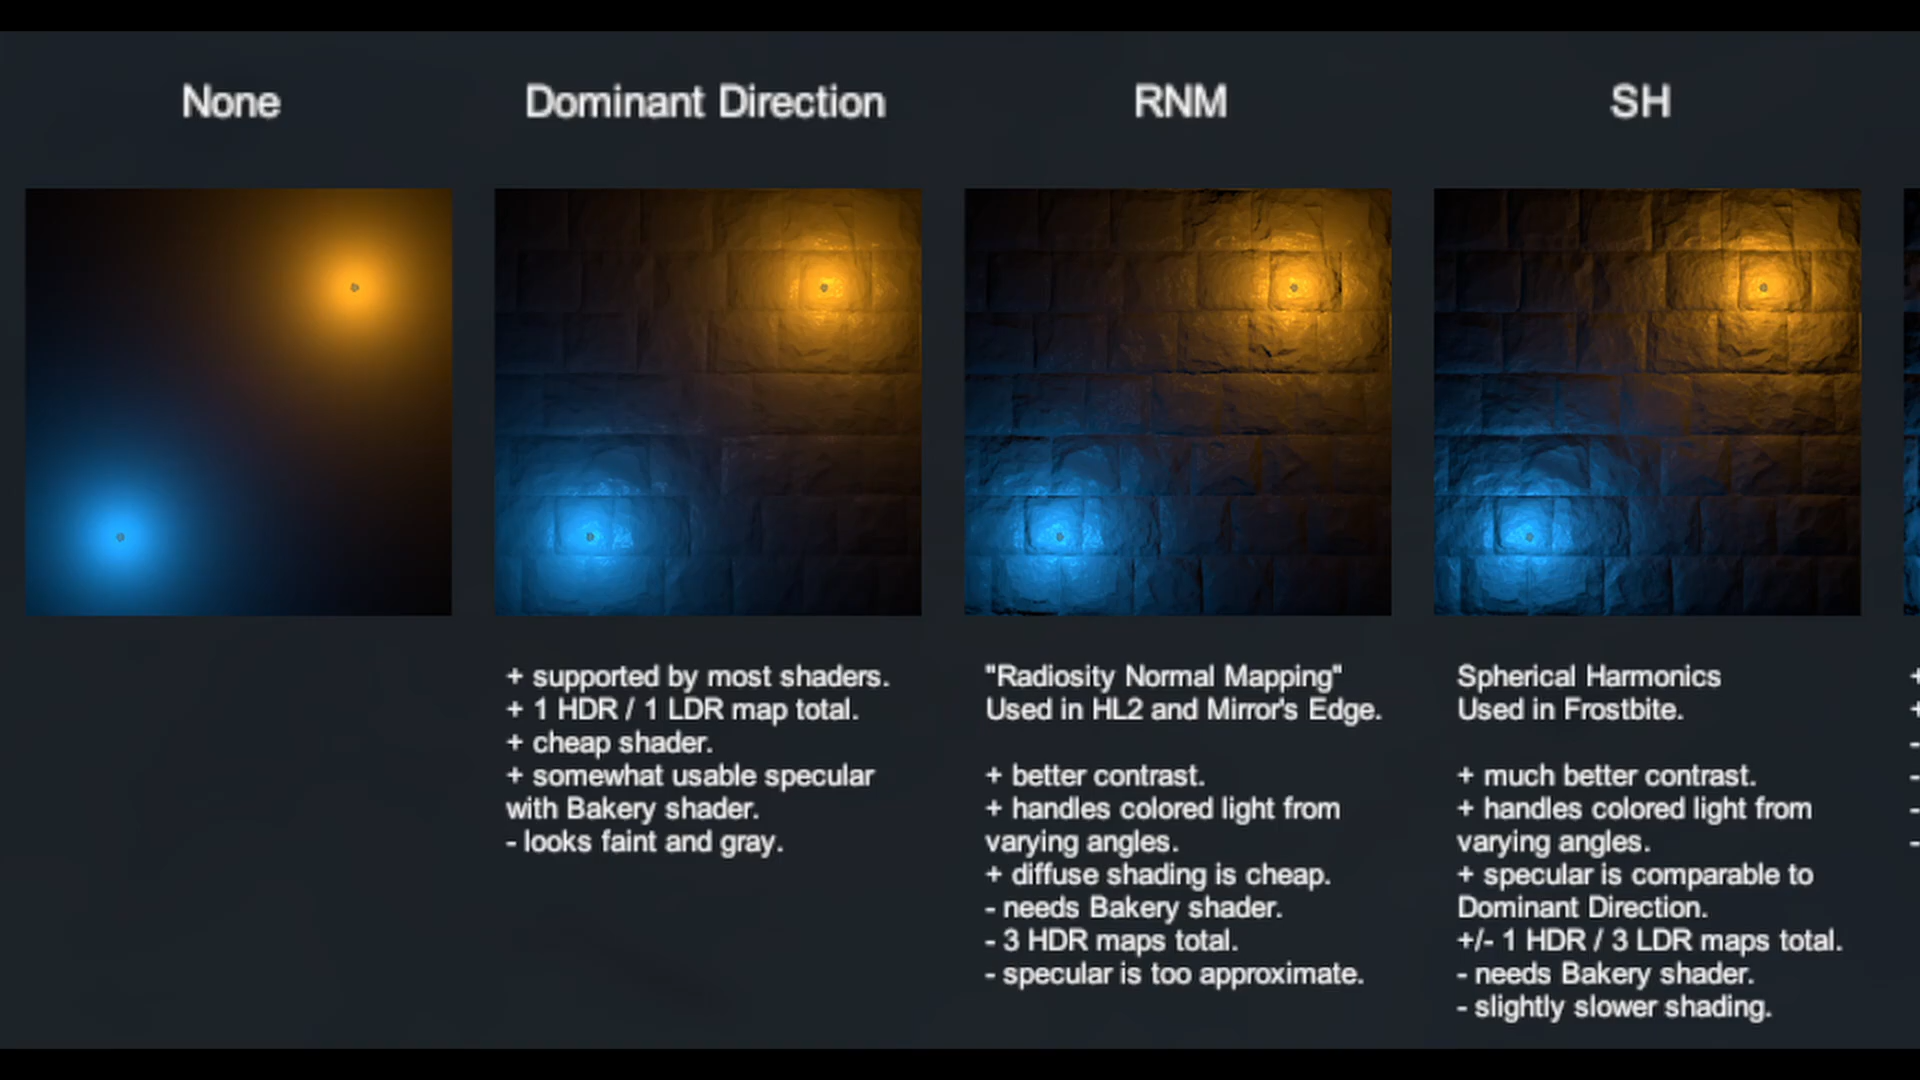 None
Dominant Direction
RNM
SH
+ supported by most shaders.
+ 1 HDR / 1 LDR map total.
+ cheap shader.
+ somewhat usable specular
with Bakery shader.
- looks faint and gray.
"Radiosity Normal Mapping"
Used in HL2 and Mirror's Edge.
+ better contrast.
+ handles colored light from
varying angles.
+ diffuse shading is cheap.
- needs Bakery shader.
- 3 HDR maps total.
- specular is too approximate.
Spherical Harmonics
Used in Frostbite.
+ much better contrast.
+ handles colored light from
varying angles.
+ specular is comparable to
Dominant Direction.
+/- 1 HDR / 3 LDR maps total.
- needs Bakery shader.
- slightly slower shading.